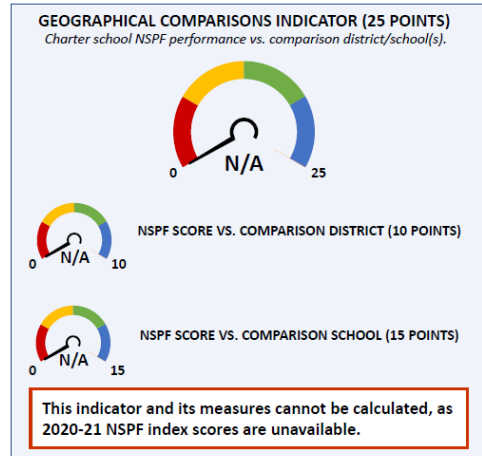 GEOGRAPHICAL COMPARISONS INDICATOR (25 POINTS)
Charter school NSPF performance vs. comparison district/school(s).
N/A
0
25
NSPF SCORE VS. COMPARISON DISTRICT (10 POINTS)
N/A
0
10
NSPF SCORE VS. COMPARISON SCHOOL (15 POINTS)
N/A
0
15
This indicator and its measures cannot be calculated, as
2020-21 NSPF index scores are unavailable.